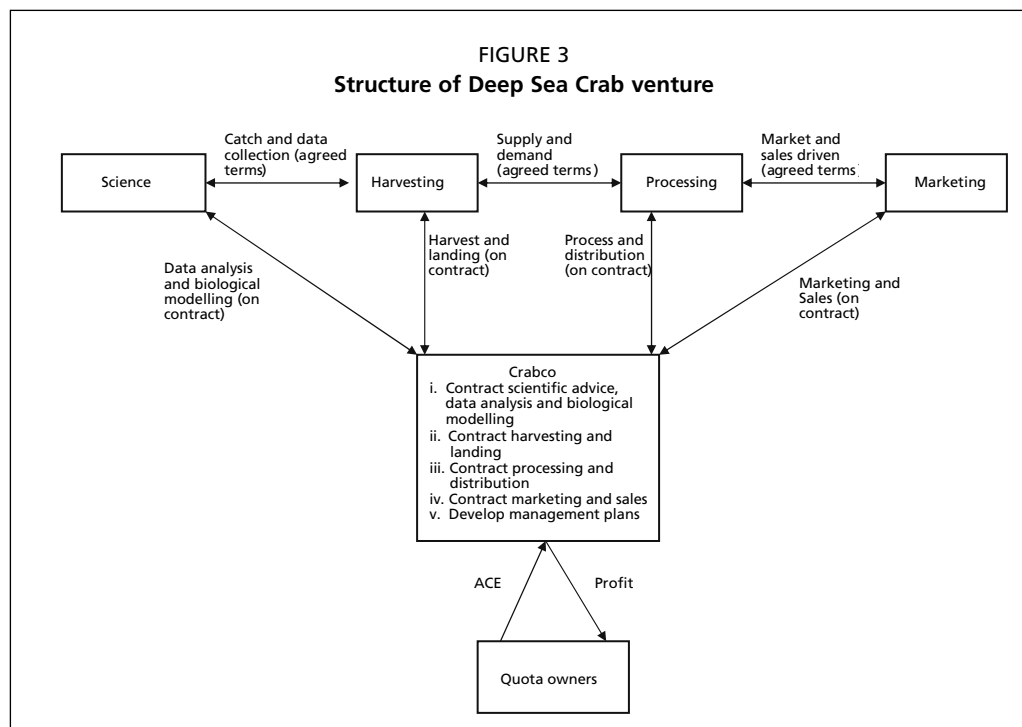 FIGURE 3
Structure of Deep Sea Crab venture
Catch and data
collection (agreed
terms)
Supply and
demand
(agreed terms)
Market and
sales driven
(agreed terms)
Science
Harvesting
Processing
Marketing
Data analysis
and biological
modelling (on
contract)
Harvest and
landing (on
contract)
Process and
distribution
(on contract)
Marketing and
Sales (on
contract)
Crabco
i. Contract scientific advice,
data analysis and biological
modelling
ii. Contract harvesting and
landing
iii. Contract processing and
distribution
iv. Contract marketing and sales
v. Develop management plans
ACE
Profit
Quota owners